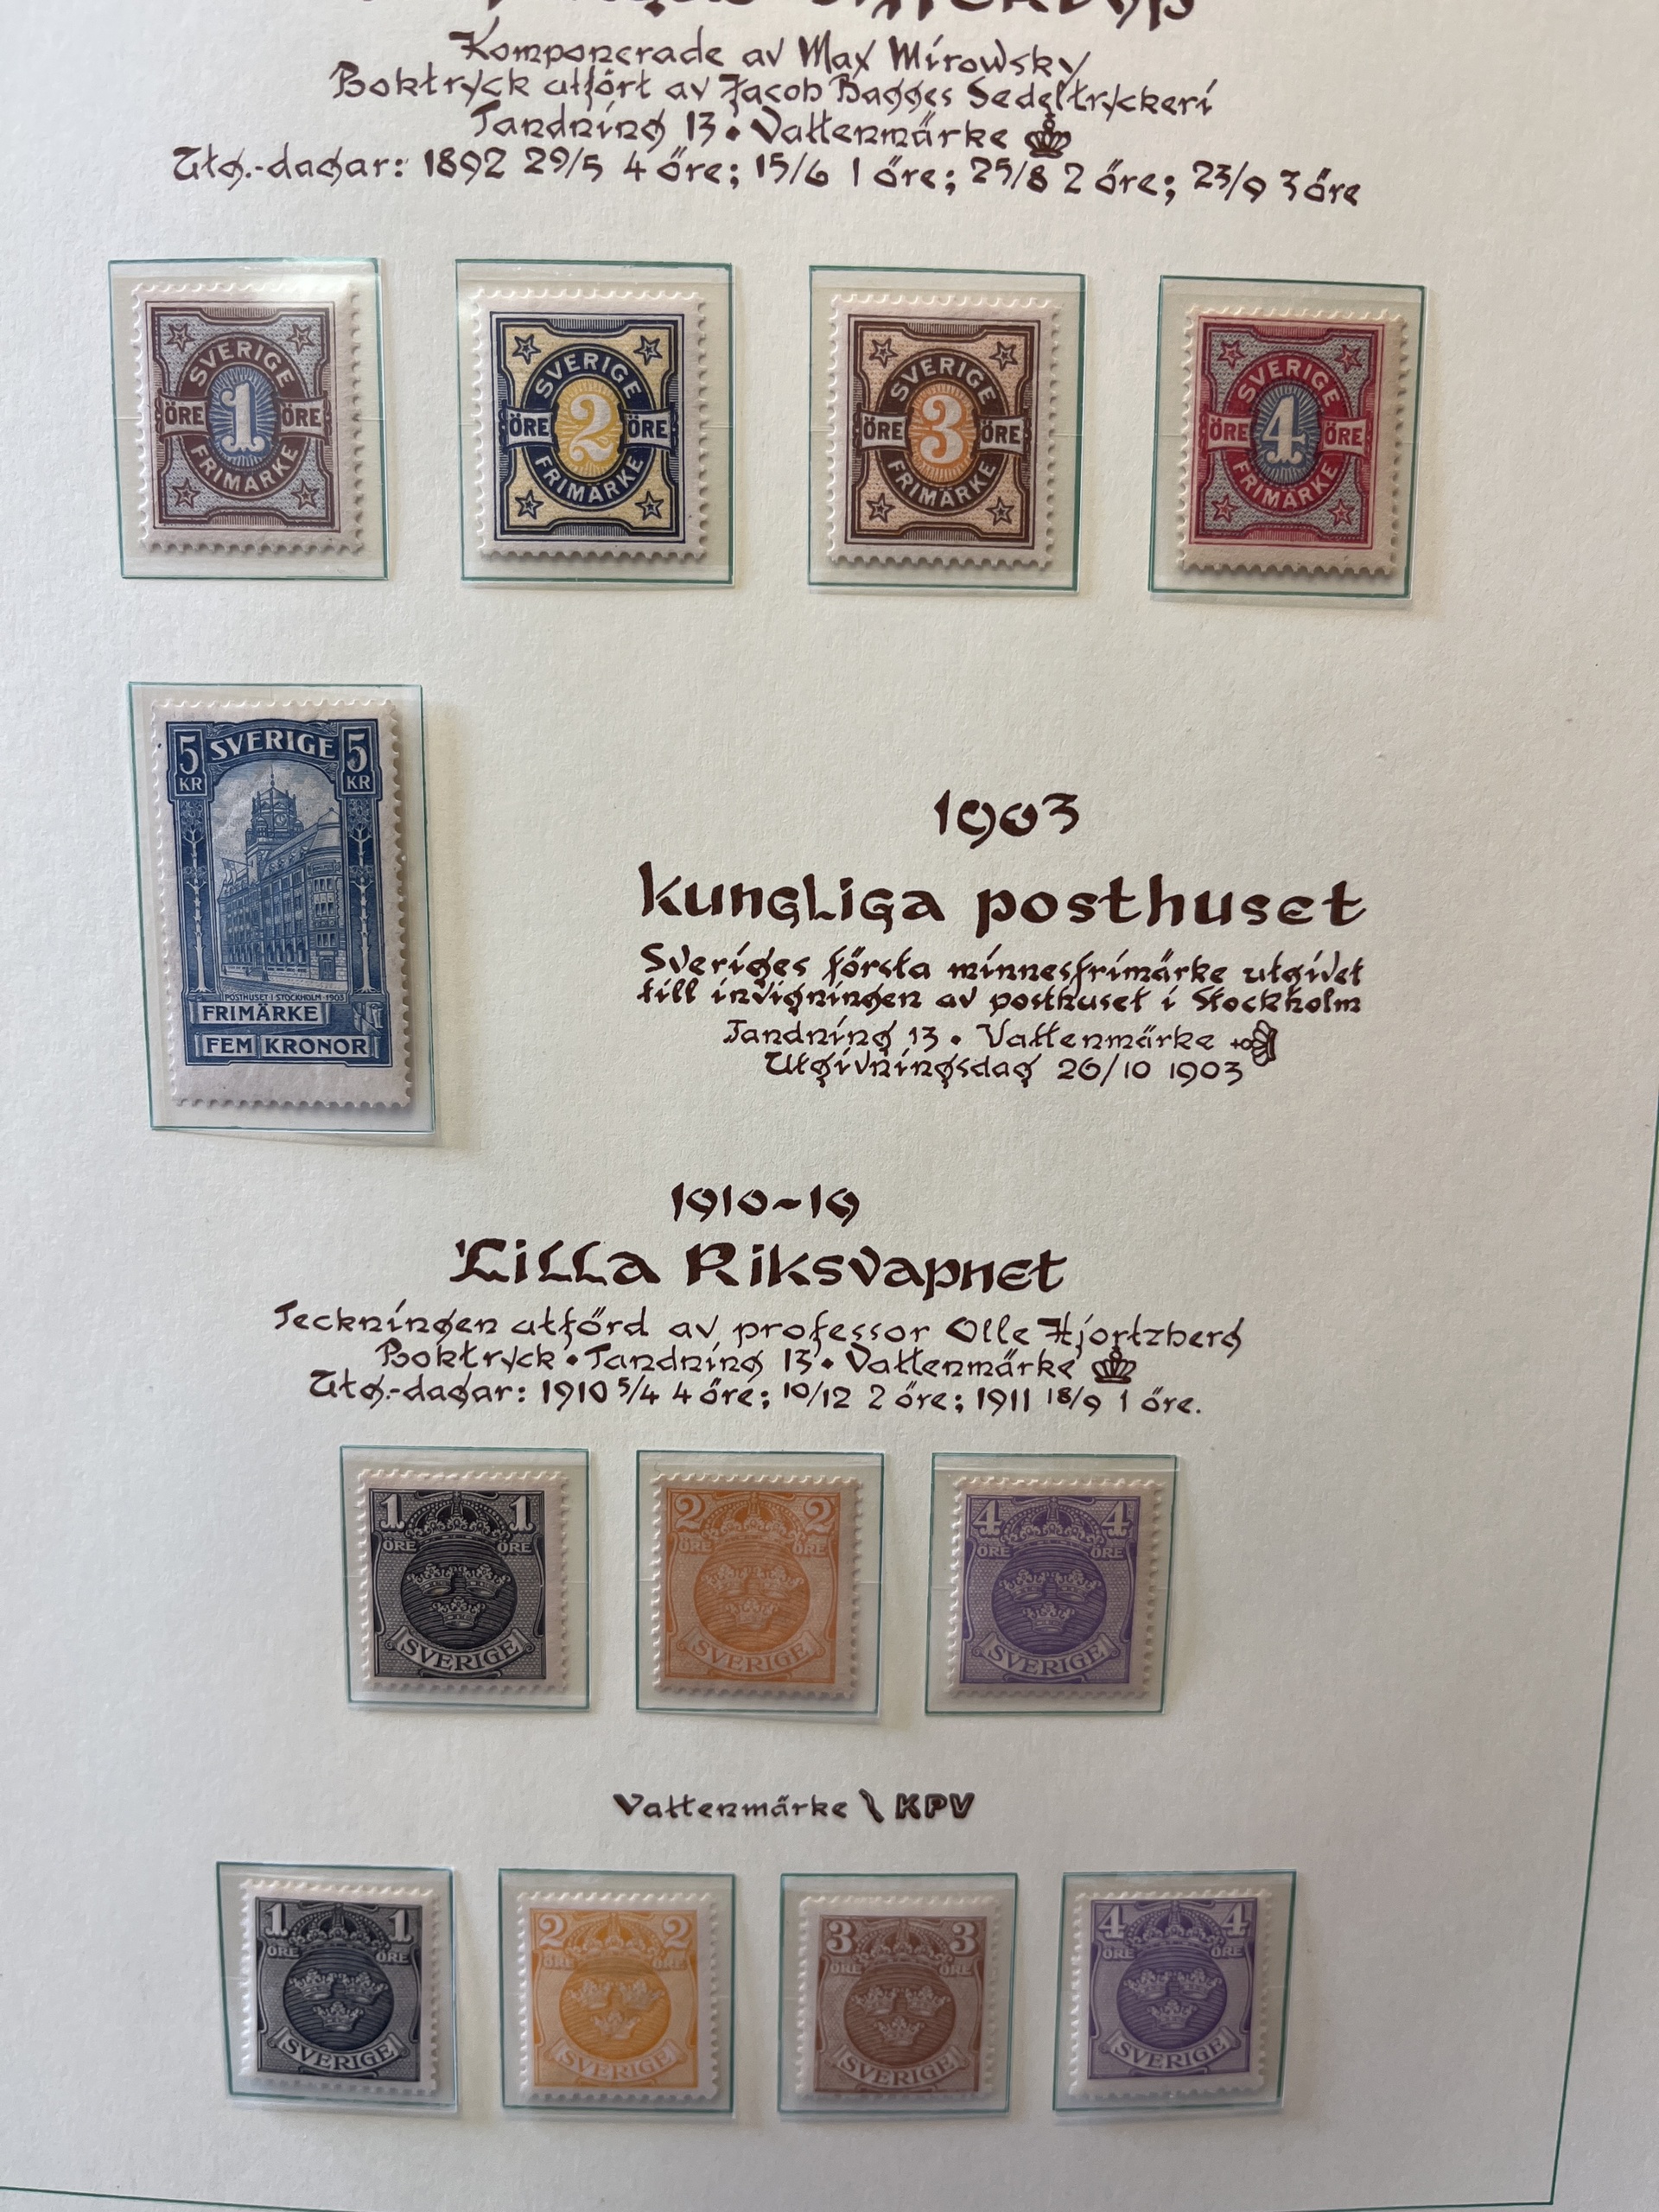 Komponerade av Max Mirowsky
Boktryck utfört av Jacob Bagges Sedeltryckeri
Tandning 13 • Vattenmärke
Utg.-dagar: 1892 29/5 4 öre; 15/6 1 öre; 25/8 2 öre; 23/9 3 öre
SVERIGE
ÖRE 1 ÖRE
FRIMÄRKE
SVERIGE
ÖRE 2 ÖRE
FRIMÄRKE
SVERIGE
ÖRE 3 ÖRE
FRIMÄRKE
SVERIGE
ÖRE 4 ÖRE
FRIMÄRKE
5 SVERIGE 5
KR KR
POSTHUSET I STOCKHOLM 1903
FRIMÄRKE
FEM KRONOR
1903
Kungliga posthuset
Sveriges första minnesfrimärke utgivet
till invigningen av posthuset i Stockholm
Tandning 13 • Vattenmärke
Utgivningsdag 26/10 1903
1910~19
Lilla Riksvapnet
Teckningen utförd av professor Olle Hjortzberg
Boktryck • Tandning 13 • Vattenmärke
Utg.-dagar: 1910 5/4 4 öre; 10/12 2 öre; 1911 18/9 1 öre.
1 1
ÖRE ÖRE
SVERIGE
2 2
ÖRE ÖRE
SVERIGE
4 4
ÖRE ÖRE
SVERIGE
Vattenmärke \ KPV
1 1
ÖRE ÖRE
SVERIGE
2 2
ÖRE ÖRE
SVERIGE
3 3
ÖRE ÖRE
SVERIGE
4 4
ÖRE ÖRE
SVERIGE